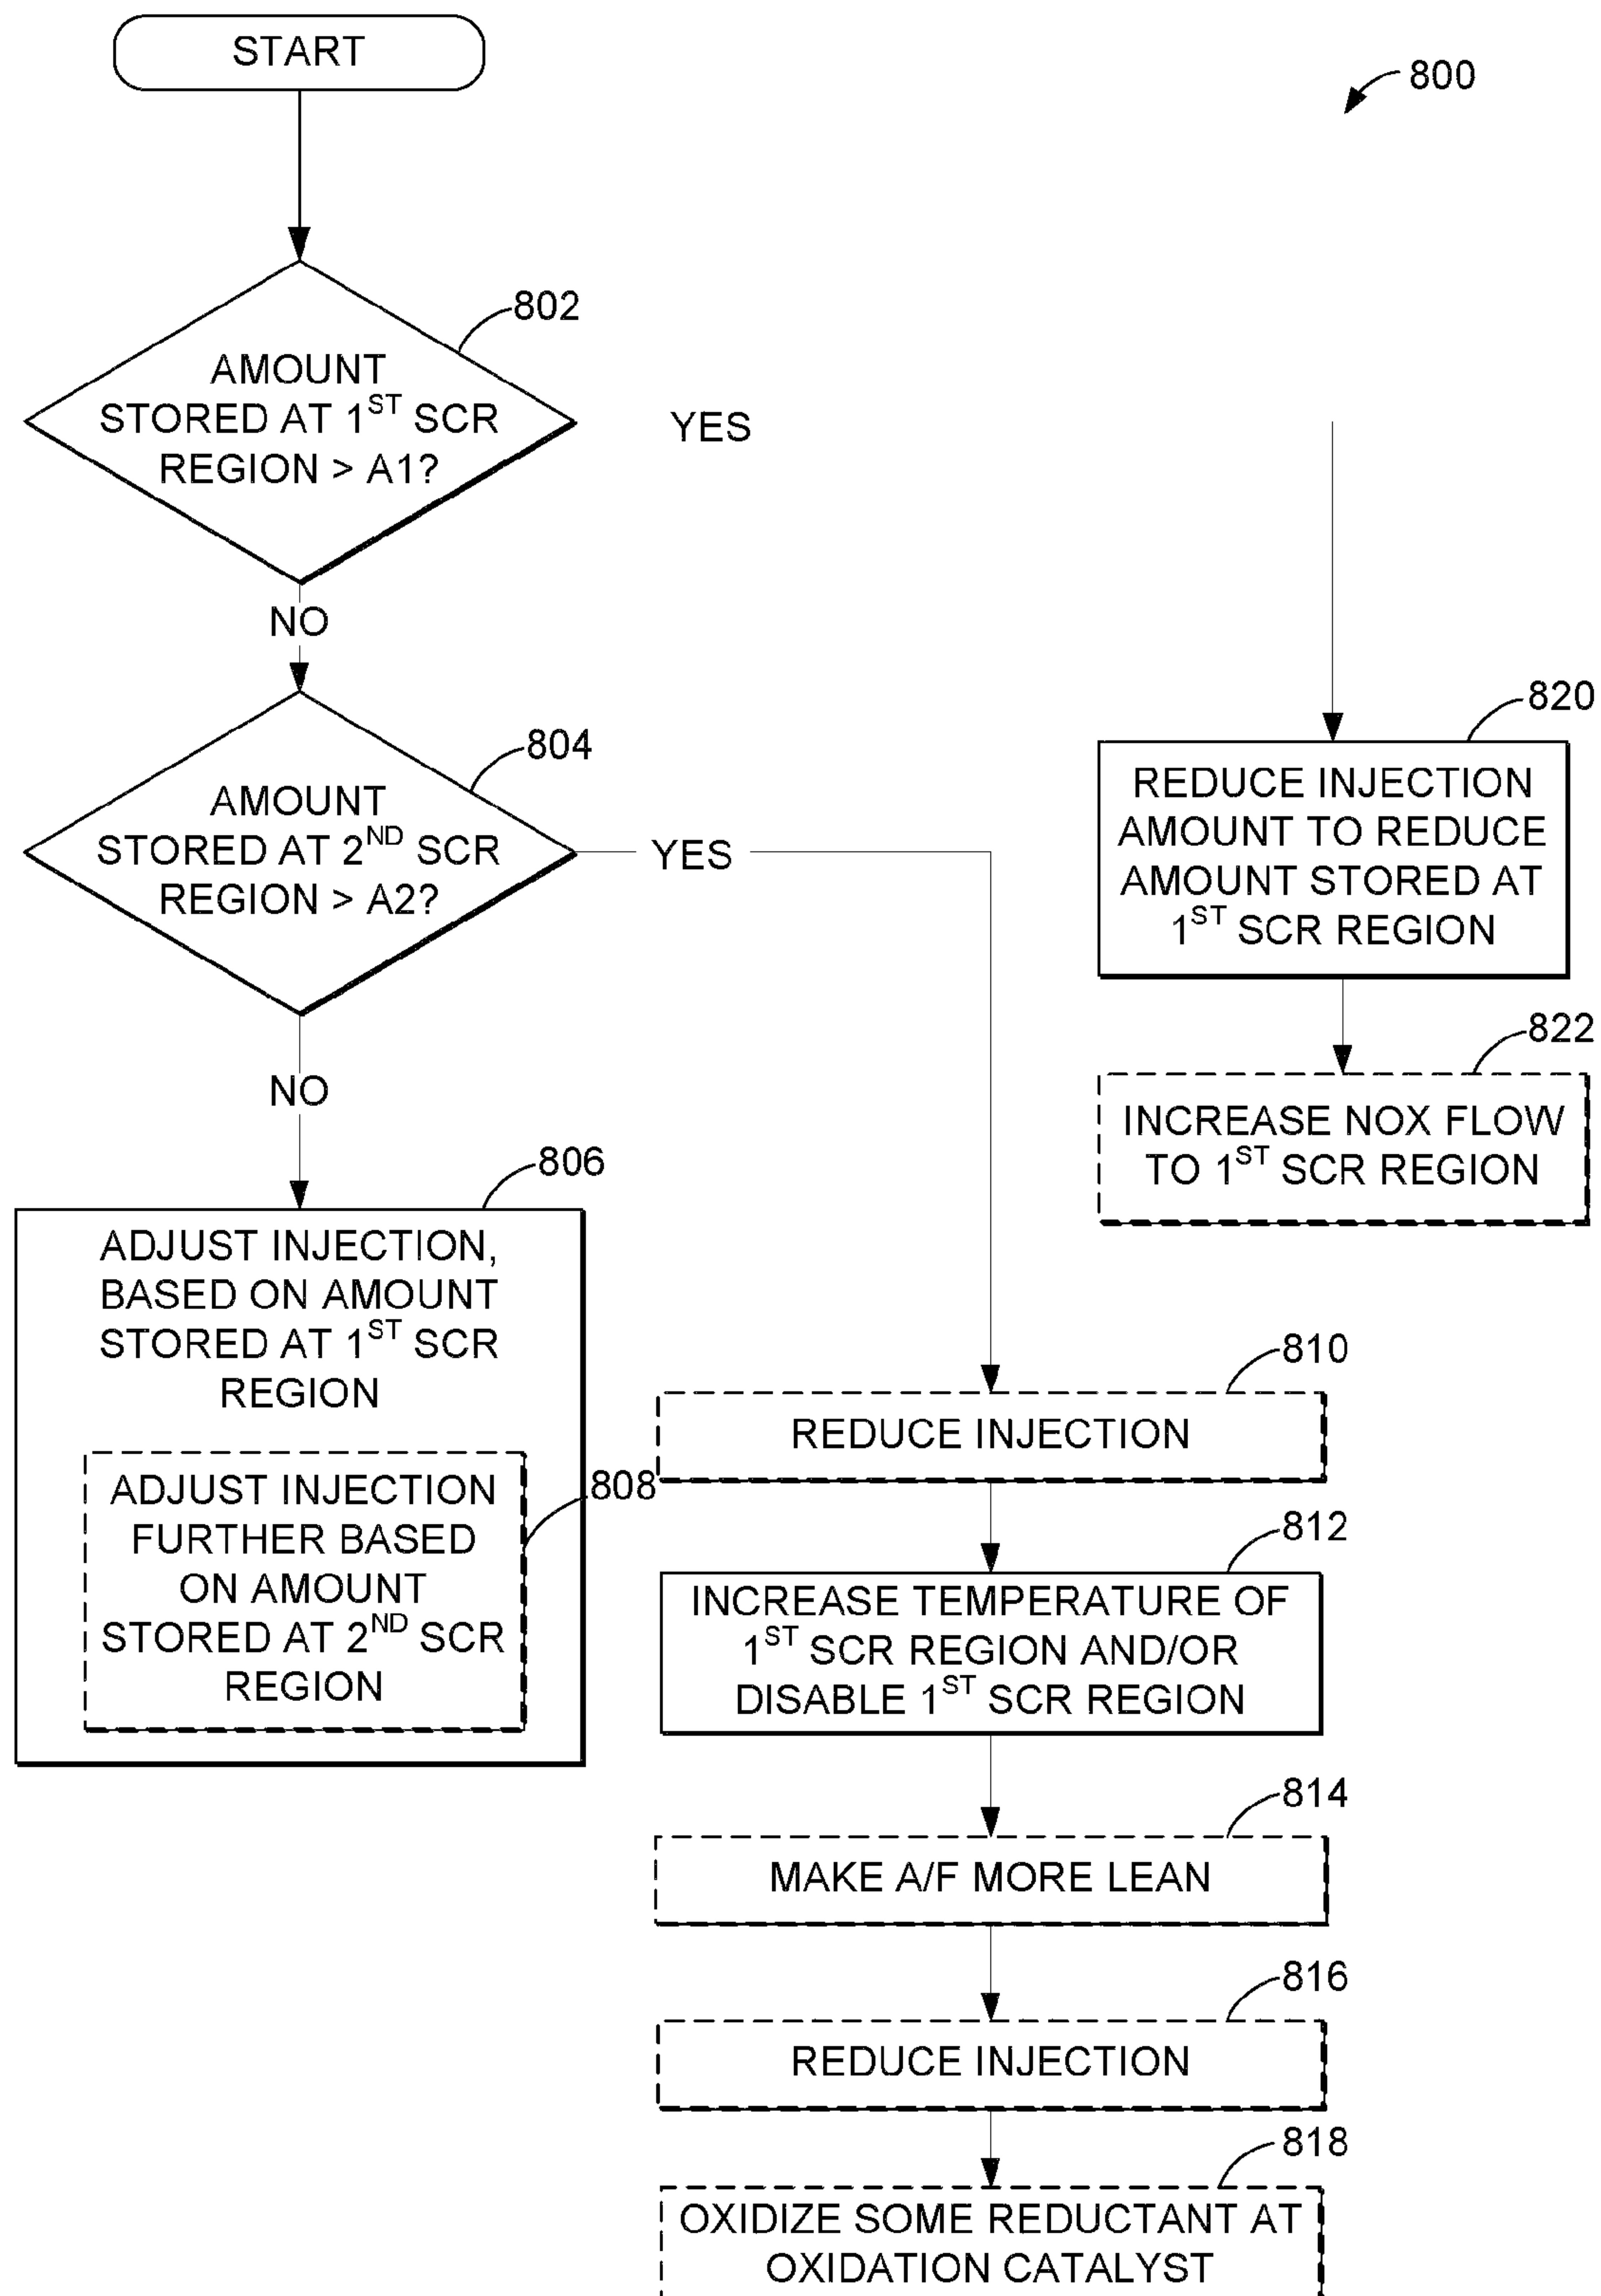 START
800
802
AMOUNT
STORED AT 1ST SCR
REGION > A1?
YES
NO
804
AMOUNT
STORED AT 2ND SCR
REGION > A2?
YES
NO
820
REDUCE INJECTION
AMOUNT TO REDUCE
AMOUNT STORED AT
1ST SCR REGION
822
INCREASE NOX FLOW
TO 1ST SCR REGION
806
ADJUST INJECTION,
BASED ON AMOUNT
STORED AT 1ST SCR
REGION
808
ADJUST INJECTION
FURTHER BASED
ON AMOUNT
STORED AT 2ND SCR
REGION
810
REDUCE INJECTION
812
INCREASE TEMPERATURE OF
1ST SCR REGION AND/OR
DISABLE 1ST SCR REGION
814
MAKE A/F MORE LEAN
816
REDUCE INJECTION
818
OXIDIZE SOME REDUCTANT AT
OXIDATION CATALYST